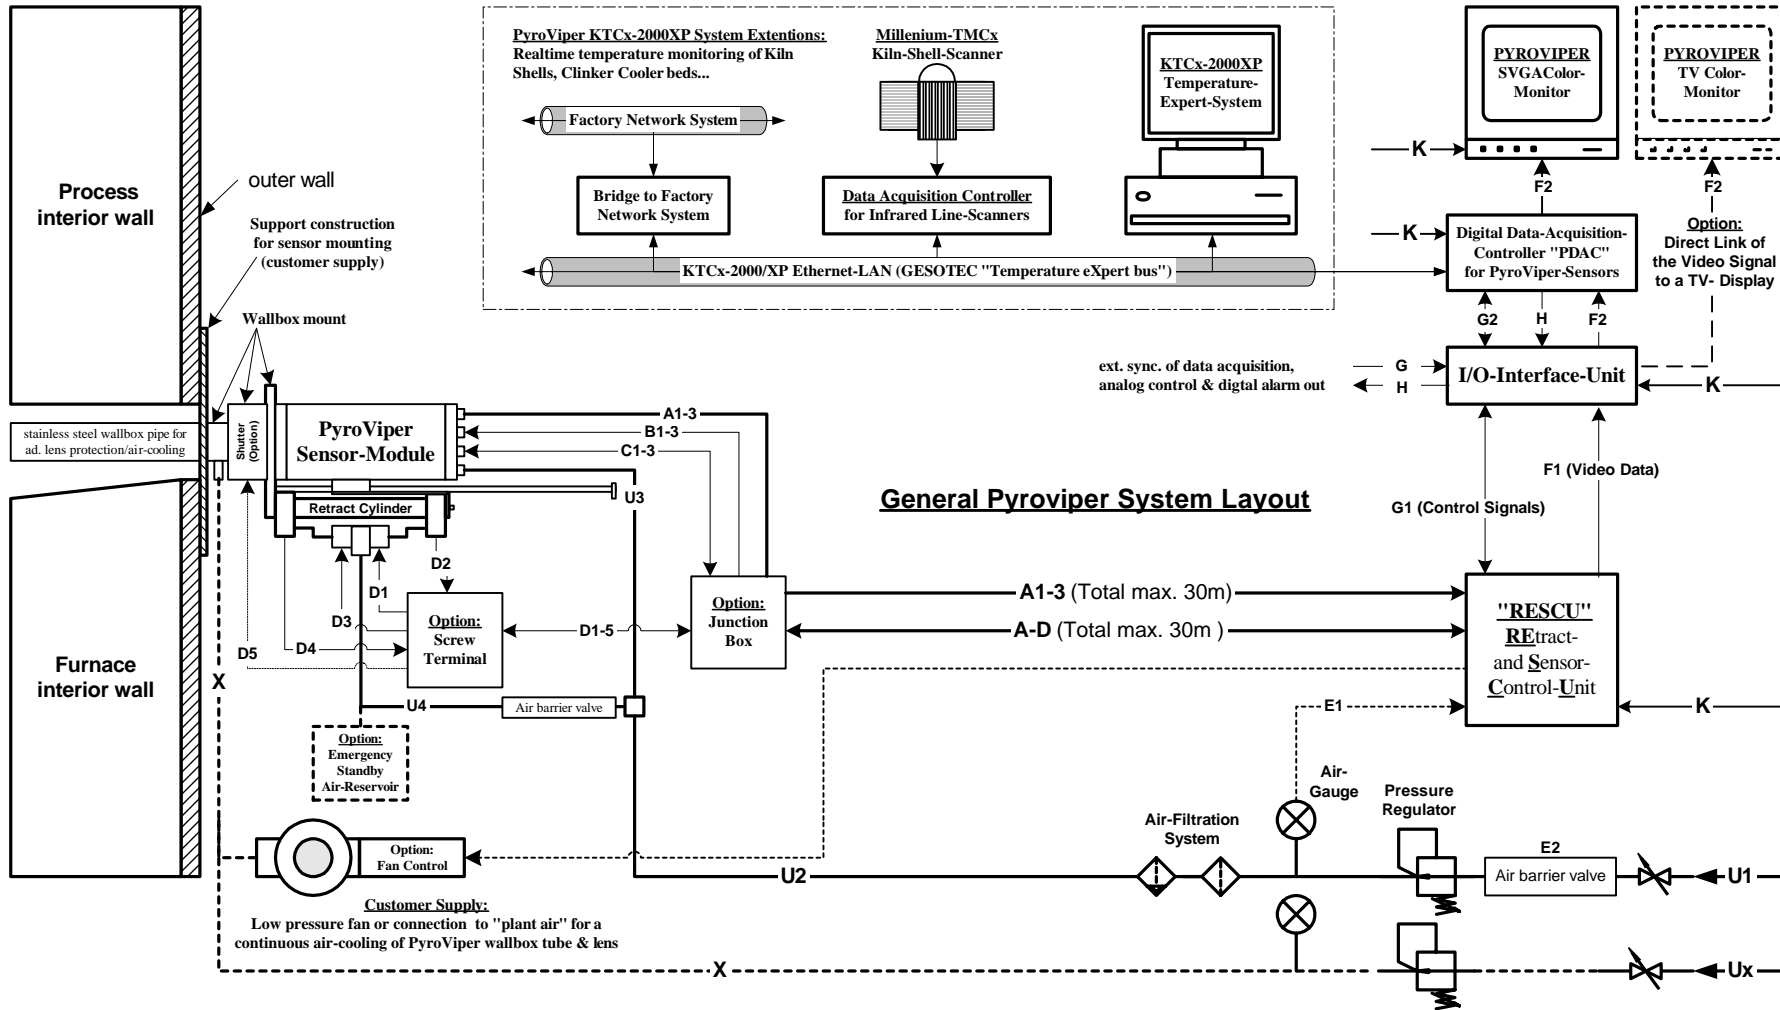 PyroViper KTCx-2000XP System Extentions:
Realtime temperature monitoring of Kiln
Shells, Clinker Cooler beds...
Millenium-TMCx
Kiln-Shell-Scanner
KTCx-2000XP
Temperature-
Expert-System
PYROVIPER
SVGAColor-
Monitor
PYROVIPER
TV Color-
Monitor
Factory Network System
K
F2
F2
Process
interior wall
outer wall
Bridge to Factory
Network System
Data Acquisition Controller
for Infrared Line-Scanners
Support construction
for sensor mounting
(customer supply)
K
Digital Data-Acquisition-
Controller "PDAC"
for PyroViper-Sensors
Option:
Direct Link of
the Video Signal
to a TV- Display
KTCx-2000/XP Ethernet-LAN (GESOTEC "Temperature eXpert bus")
Wallbox mount
G2
H
F2
ext. sync. of data acquisition,
analog control & digtal alarm out
G
H
I/O-Interface-Unit
K
stainless steel wallbox pipe for
ad. lens protection/air-cooling
Shutter
(Option)
PyroViper
Sensor-Module
A1-3
B1-3
C1-3
U3
Retract Cylinder
F1 (Video Data)
General Pyroviper System Layout
G1 (Control Signals)
D2
D1
D3
D4
D5
Option:
Screw
Terminal
D1-5
Option:
Junction
Box
A1-3 (Total max. 30m)
A-D (Total max. 30m )
"RESCU"
REtract-
and Sensor-
Control-Unit
Furnace
interior wall
X
U4
Air barrier valve
E1
K
Option:
Emergency
Standby
Air-Reservoir
Air-
Gauge
Pressure
Regulator
Air-Filtration
System
Option:
Fan Control
E2
U2
Air barrier valve
U1
Customer Supply:
Low pressure fan or connection to "plant air" for a
continuous air-cooling of PyroViper wallbox tube & lens
X
Ux